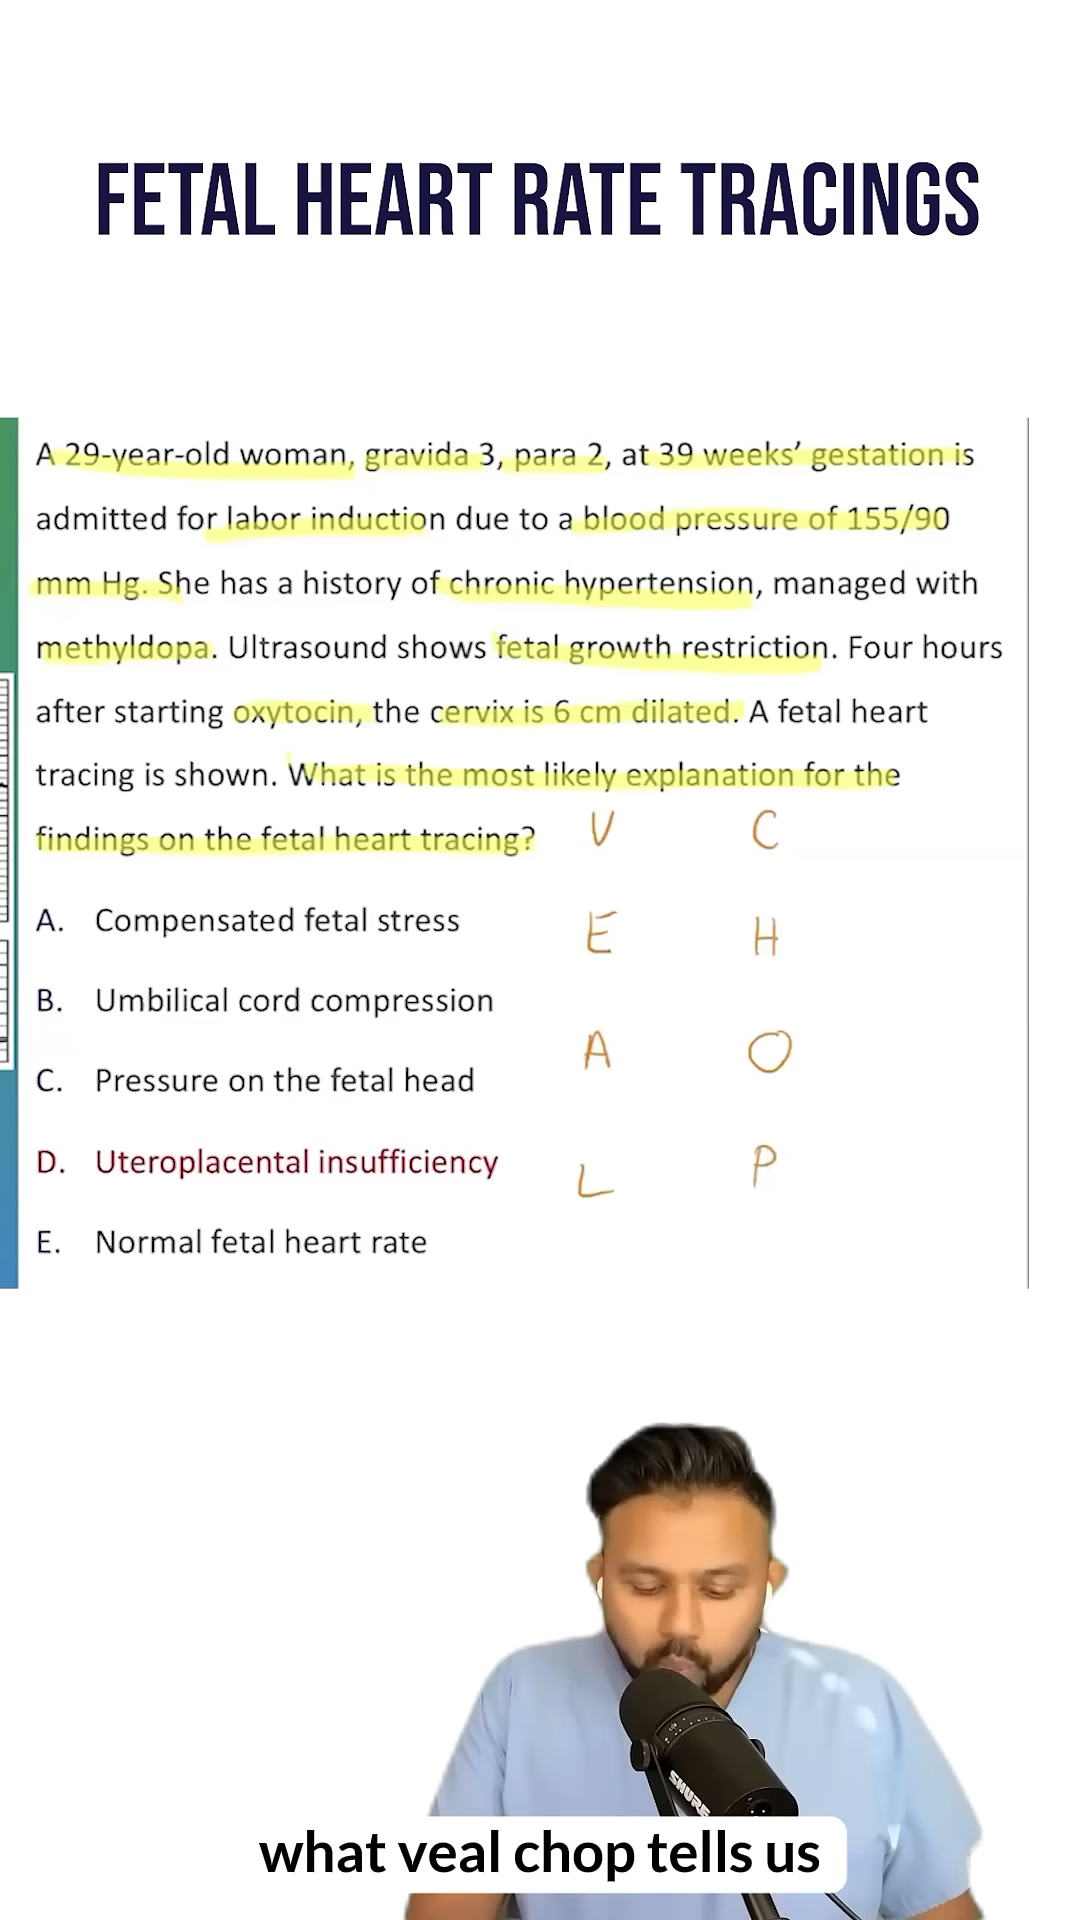 FETAL HEART RATE TRACINGS
A 29-year-old woman, gravida 3, para 2, at 39 weeks’ gestation is
admitted for labor induction due to a blood pressure of 155/90
mm Hg. She has a history of chronic hypertension, managed with
methyldopa. Ultrasound shows fetal growth restriction. Four hours
after starting oxytocin, the cervix is 6 cm dilated. A fetal heart
tracing is shown. What is the most likely explanation for the
findings on the fetal heart tracing?
V C
A. Compensated fetal stress
E H
B. Umbilical cord compression
A O
C. Pressure on the fetal head
D. Uteroplacental insufficiency
L P
E. Normal fetal heart rate
SHURE
what veal chop tells us